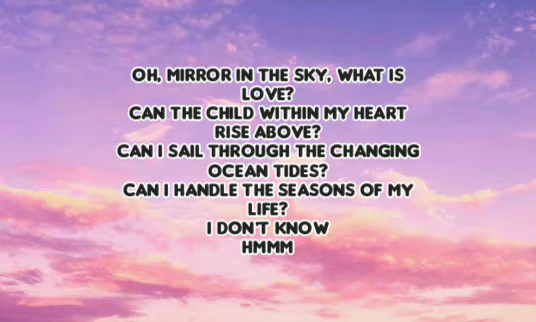 OH, MIRROR IN THE SKY, WHAT IS
LOVE?
CAN THE CHILD WITHIN MY HEART
RISE ABOVE?
CAN I SAIL THROUGH THE CHANGING
OCEAN TIDES?
CAN I HANDLE THE SEASONS OF MY
LIFE?
I DON'T KNOW
HMMM